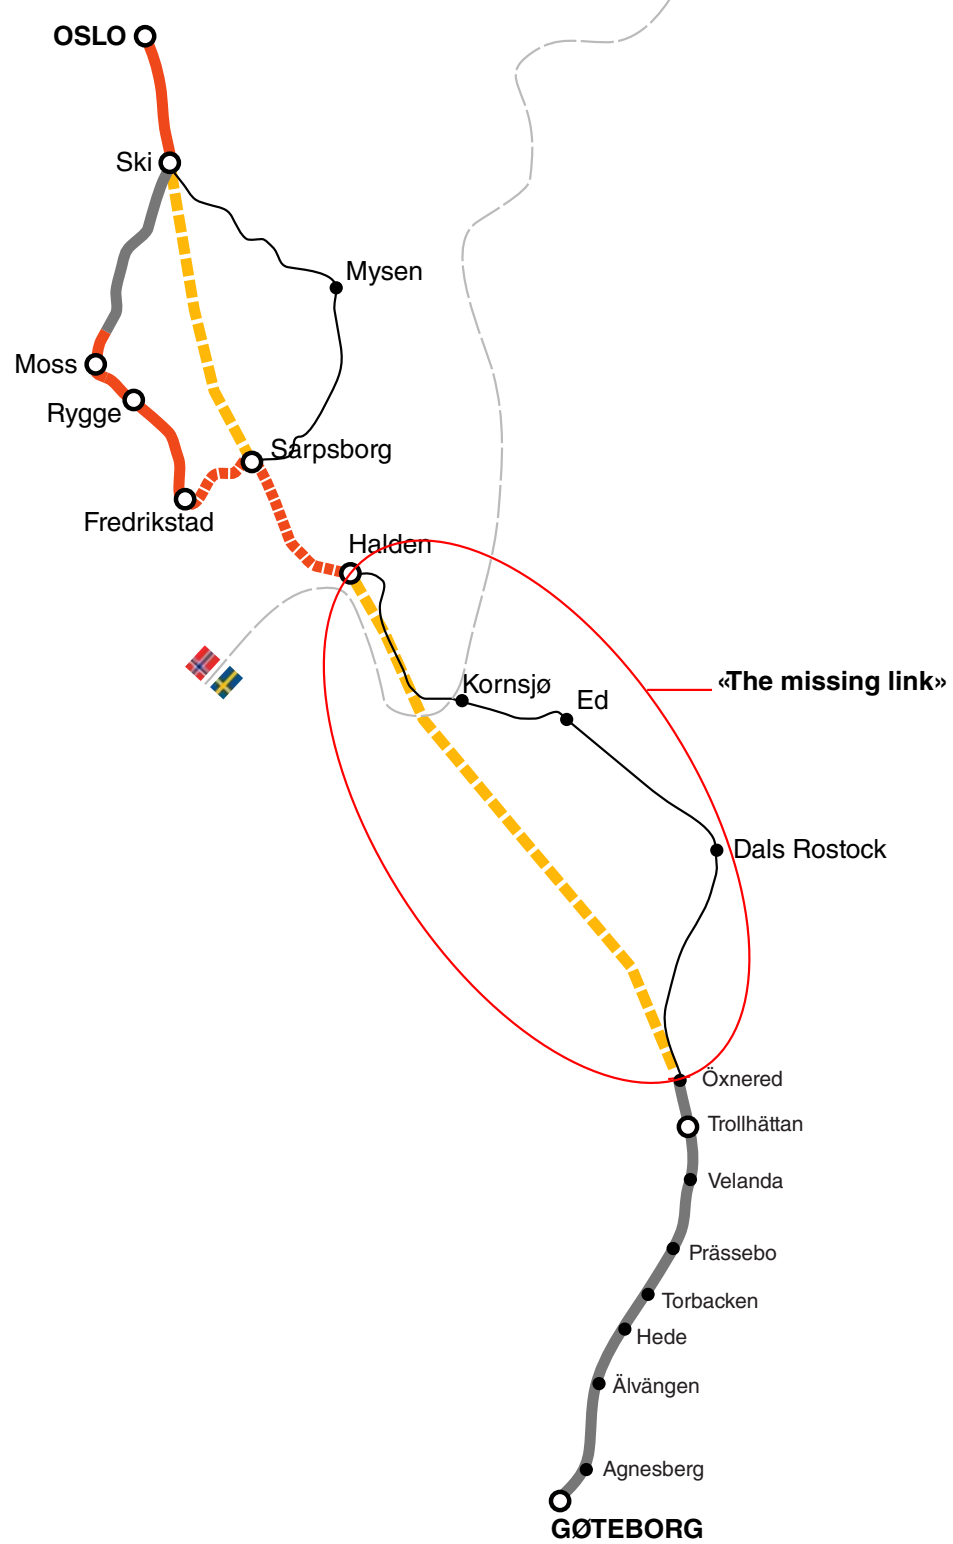 OSLO
Ski
Mysen
Moss
Rygge
Sarpsborg
Fredrikstad
Halden
«The missing link»
Kornsjø
Ed
Dals Rostock
Öxnered
Trollhättan
Velanda
Prässebo
Torbacken
Hede
Älvängen
Agnesberg
GØTEBORG